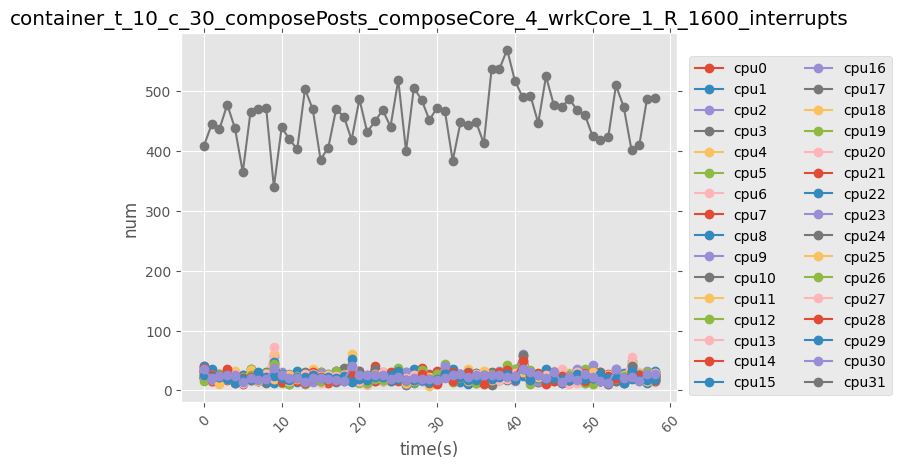 container_t_10_c_30_composePosts_composeCore_4_wrkCore_1_R_1600_interrupts
500
400
300
200
100
0
num
0 10 20 30 40 50 60
time(s)
cpu0 cpu16
cpu1 cpu17
cpu2 cpu18
cpu3 cpu19
cpu4 cpu20
cpu5 cpu21
cpu6 cpu22
cpu7 cpu23
cpu8 cpu24
cpu9 cpu25
cpu10 cpu26
cpu11 cpu27
cpu12 cpu28
cpu13 cpu29
cpu14 cpu30
cpu15 cpu31